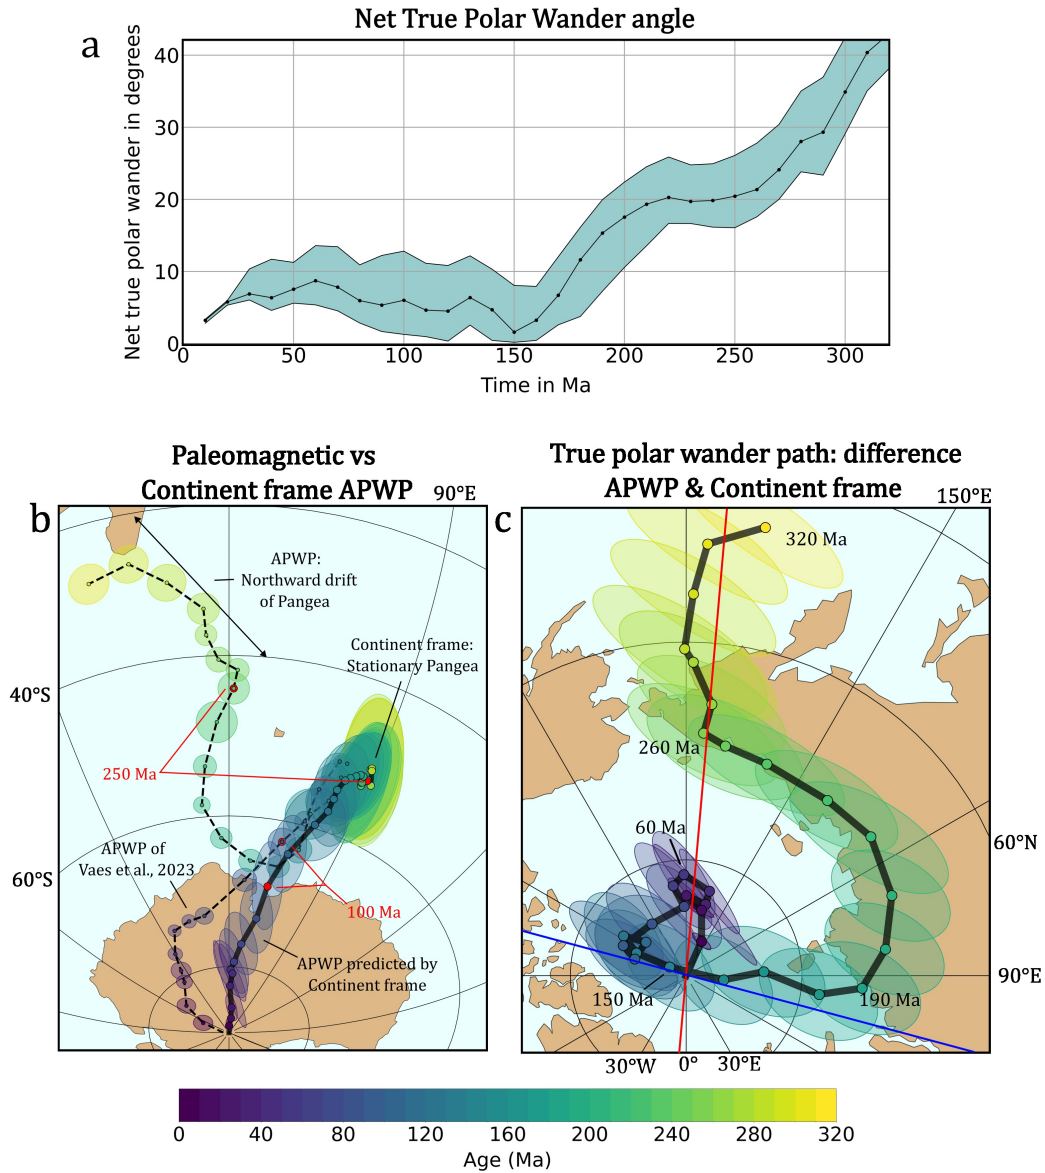 Net True Polar Wander angle
a
Net true polar wander in degrees
40
30
20
10
0
0 50 100 150 200 250 300
Time in Ma
Paleomagnetic vs
Continent frame APWP
90°E
b
APWP:
Northward drift
of Pangea
Continent frame:
Stationary Pangea
40°S
250 Ma
APWP of
Vaes et al., 2023
60°S
100 Ma
APWP predicted by
Continent frame
True polar wander path: difference
APWP & Continent frame
150°E
c
320 Ma
260 Ma
60 Ma
60°N
150 Ma
190 Ma
90°E
30°W 0° 30°E
0 40 80 120 160 200 240 280 320
Age (Ma)